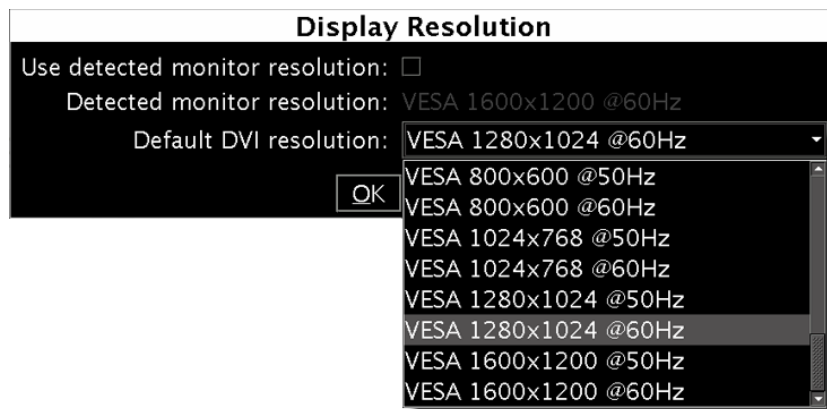 Display Resolution
Use detected monitor resolution:
Detected monitor resolution: VESA 1600x1200 @60Hz
Default DVI resolution: VESA 1280x1024 @60Hz
OK
VESA 800x600 @50Hz
VESA 800x600 @60Hz
VESA 1024x768 @50Hz
VESA 1024x768 @60Hz
VESA 1280x1024 @50Hz
VESA 1280x1024 @60Hz
VESA 1600x1200 @50Hz
VESA 1600x1200 @60Hz